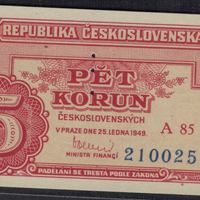 REPUBLIKA ČESKOSLOVENSKÁ
PĚT
KORUN
ČESKOSLOVENSKÝCH
V PRAZE DNE 25. LEDNA 1949.
A 85
MINISTR FINANCÍ
210025
PADĚLÁNÍ SE TRESTÁ PODLE ZÁKONA